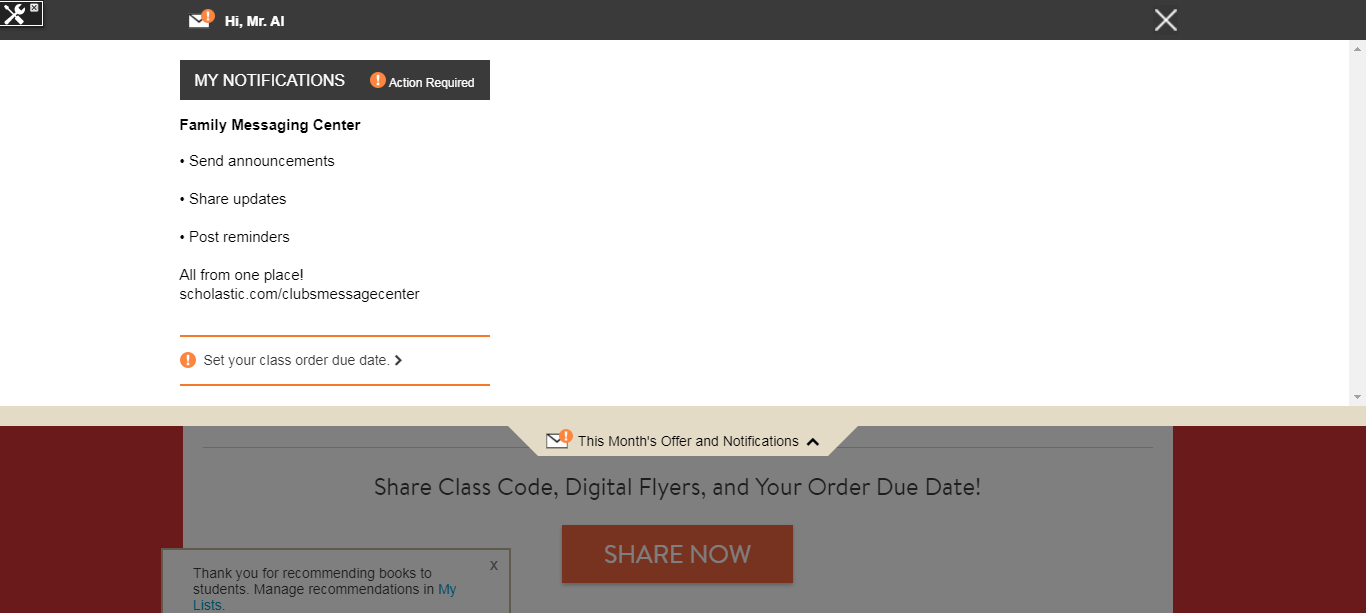 Hi, Mr. Al
MY NOTIFICATIONS
Action Required
Family Messaging Center
• Send announcements
• Share updates
• Post reminders
All from one place!
scholastic.com/clubsmessagecenter
Set your class order due date.
This Month's Offer and Notifications
Share Class Code, Digital Flyers, and Your Order Due Date!
SHARE NOW
x
Thank you for recommending books to
students. Manage recommendations in My
Lists.